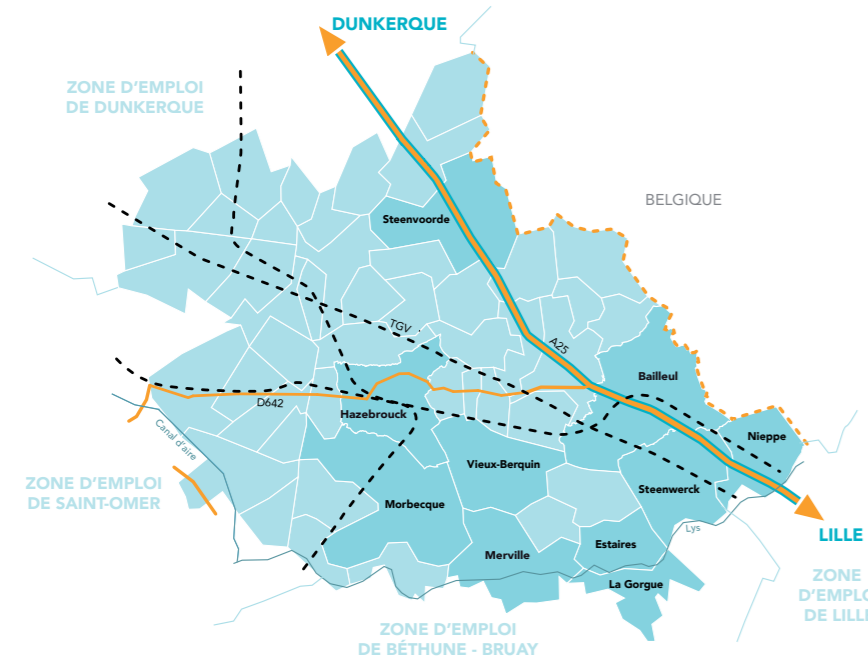 DUNKERQUE
ZONE D'EMPLOI
DE DUNKERQUE
BELGIQUE
Steenvoorde
TGV
A25
Bailleul
D642
Hazebrouck
Canal d'aire
Nieppe
Vieux-Berquin
ZONE D'EMPLOI
DE SAINT-OMER
Steenwerck
Morbecque
Lys
LILLE
Estaires
Merville
La Gorgue
ZONE
D'EMPLO
DE LILLE
ZONE D'EMPLOI
DE BÉTHUNE - BRUAY